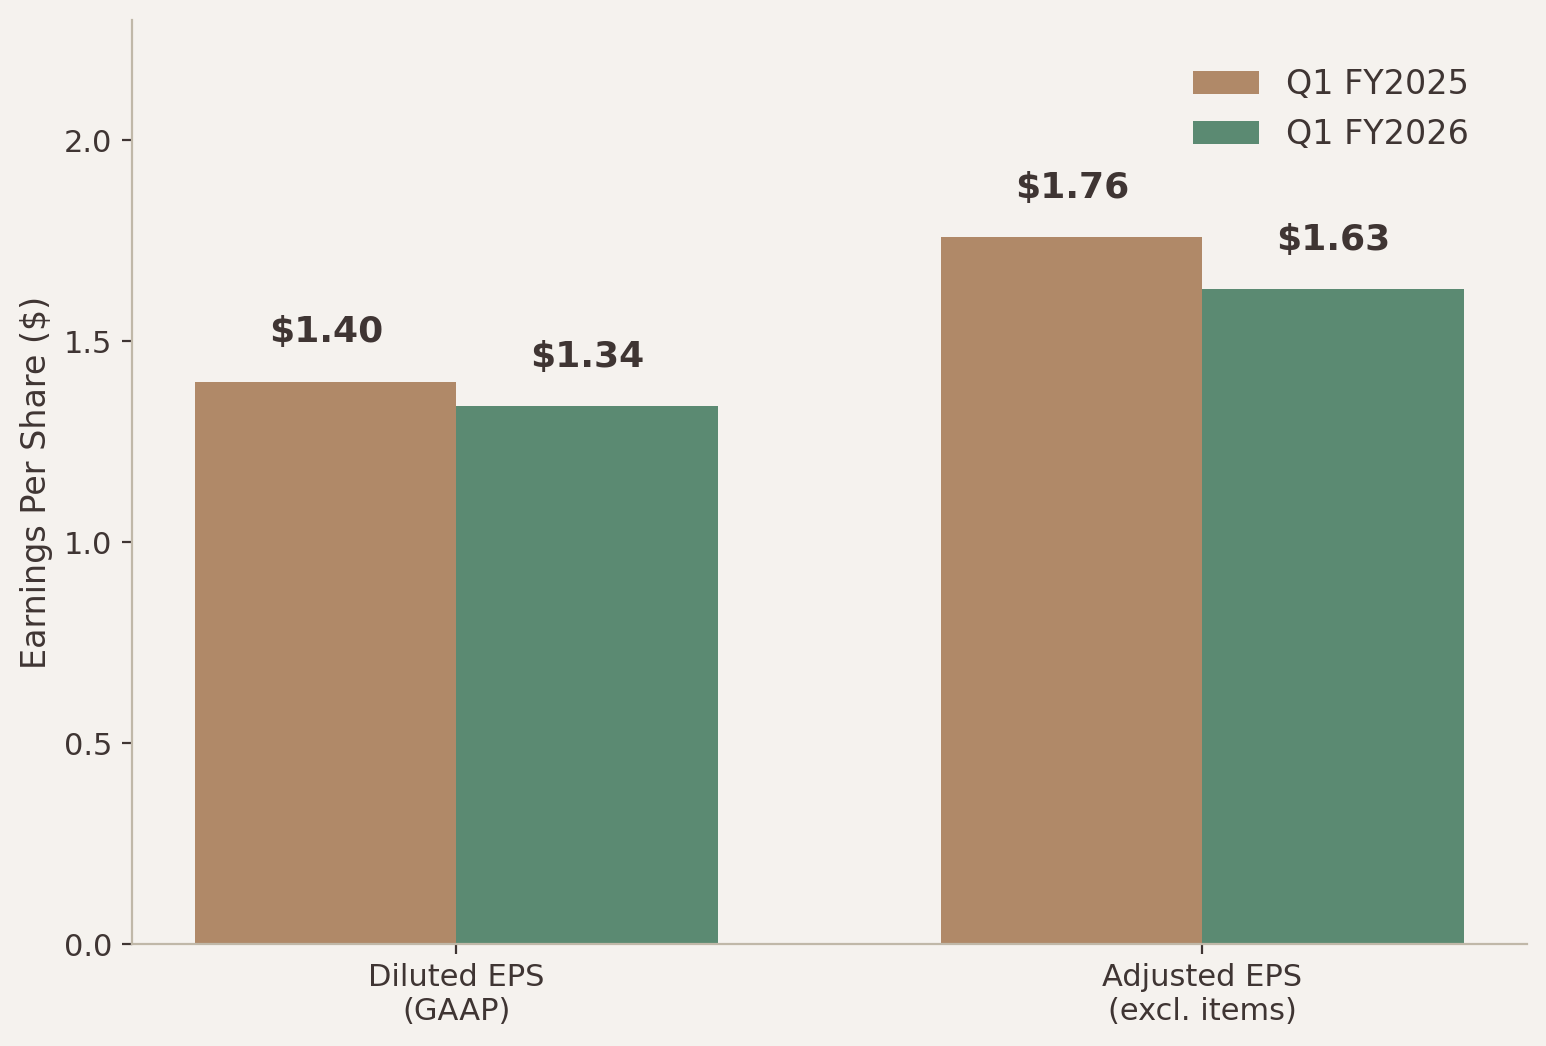 Q1 FY2025
Q1 FY2026
Earnings Per Share ($)
2.0
1.5
1.0
0.5
0.0
$1.40
$1.34
$1.76
$1.63
Diluted EPS
(GAAP)
Adjusted EPS
(excl. items)